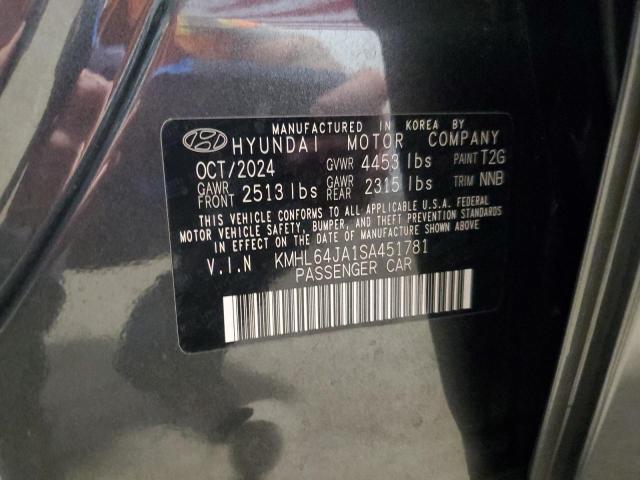 MANUFACTURED IN KOREA BY
HYUNDAI MOTOR COMPANY
OCT/2024 GVWR 4453 lbs PAINT T2G
GAWR FRONT 2513 lbs GAWR REAR 2315 lbs TRIM NNB
THIS VEHICLE CONFORMS TO ALL APPLICABLE U.S.A. FEDERAL
MOTOR VEHICLE SAFETY, BUMPER, AND THEFT PREVENTION STANDARDS
IN EFFECT ON THE DATE OF MANUFACTURE SHOWN ABOVE.
V.I.N KMHL64JA1SA451781
PASSENGER CAR